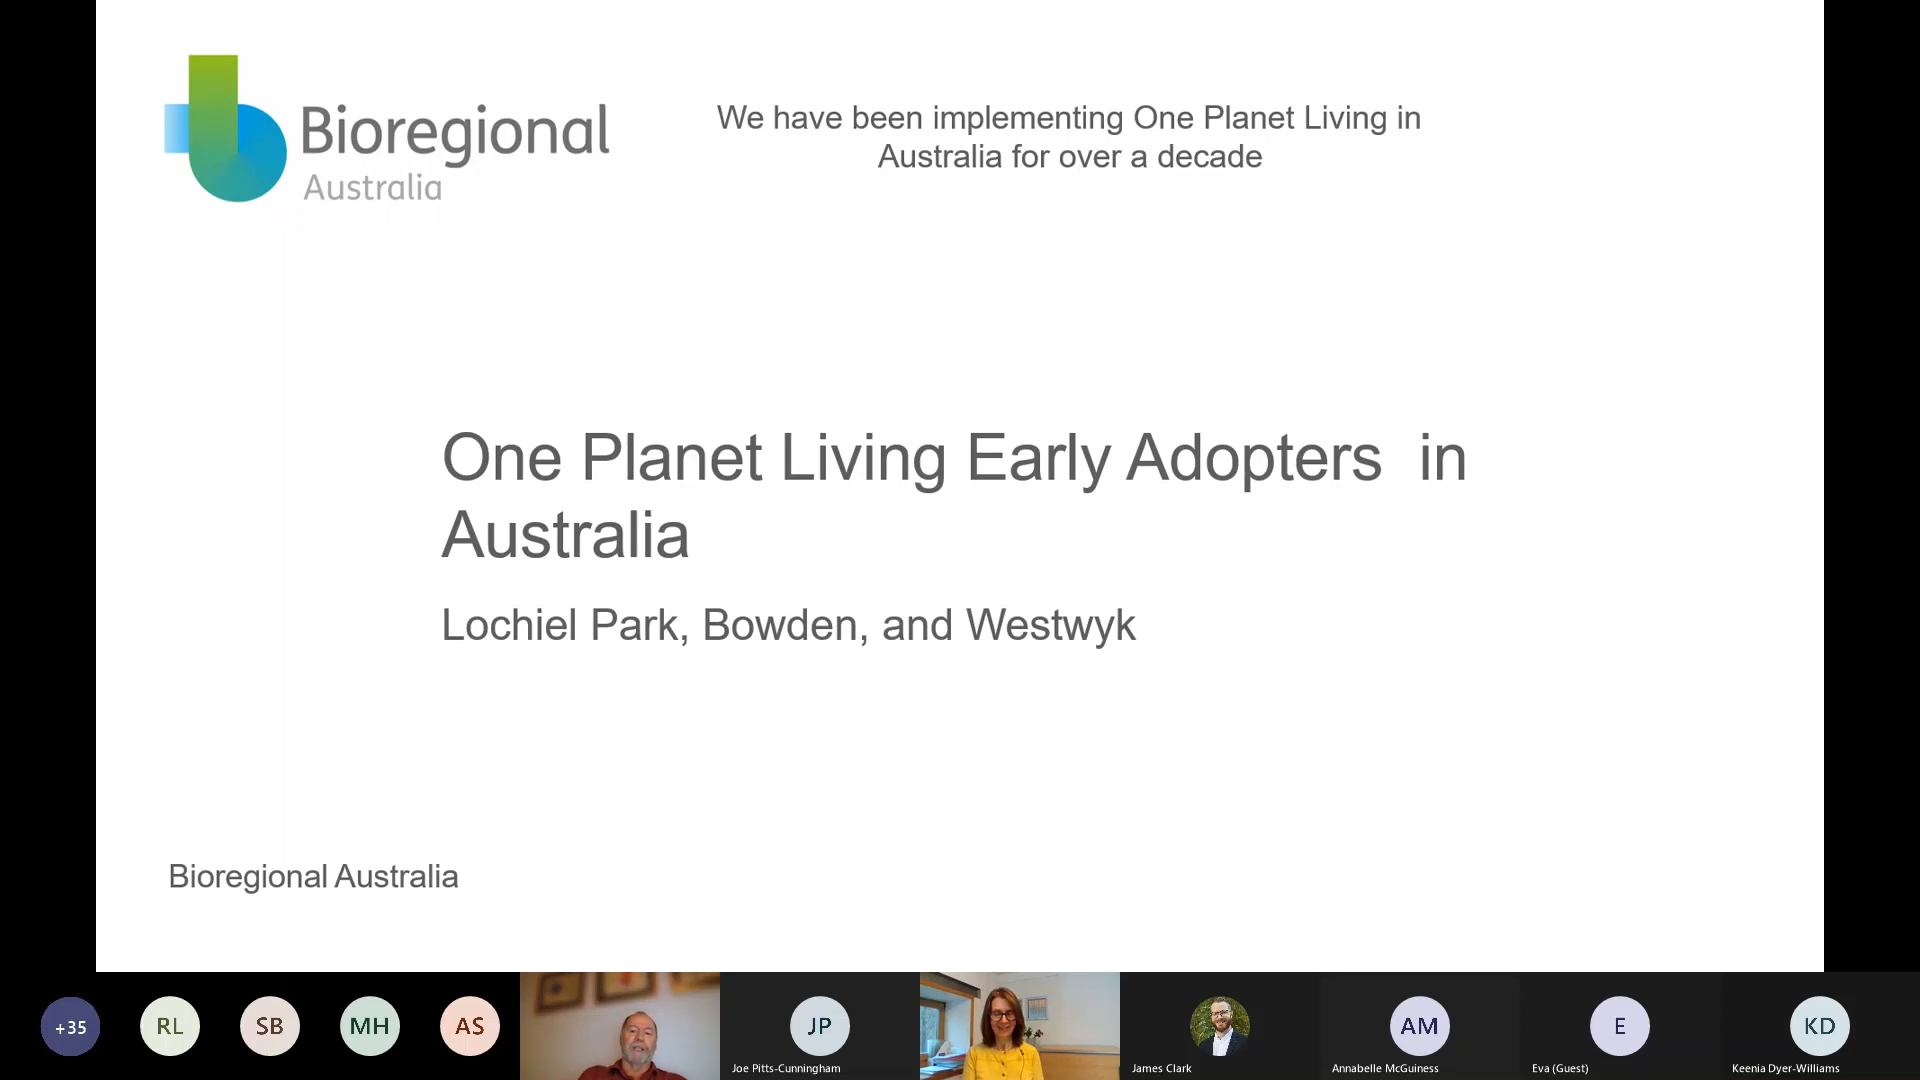 Bioregional
Australia
We have been implementing One Planet Living in
Australia for over a decade
One Planet Living Early Adopters  in
Australia
Lochiel Park, Bowden, and Westwyk
Bioregional Australia
+35
RL
SB
MH
AS
JP
Joe Pitts-Cunningham
James Clark
AM
Annabelle McGuiness
E
Eva (Guest)
KD
Keenia Dyer-Williams